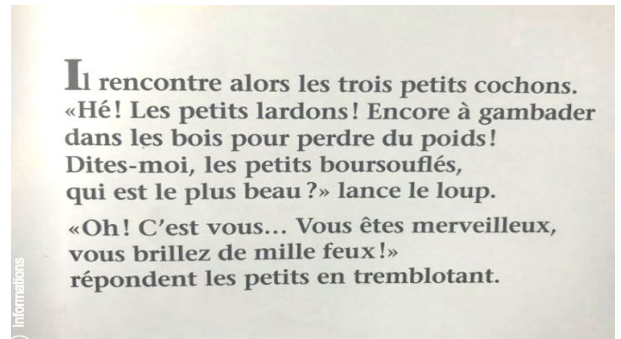 Il rencontre alors les trois petits cochons.
«Hé! Les petits lardons! Encore à gambader
dans les bois pour perdre du poids!
Dites-moi, les petits boursouflés,
qui est le plus beau?» lance le loup.
«Oh! C'est vous... Vous êtes merveilleux,
vous brillez de mille feux!»
répondent les petits en tremblotant.
Informations